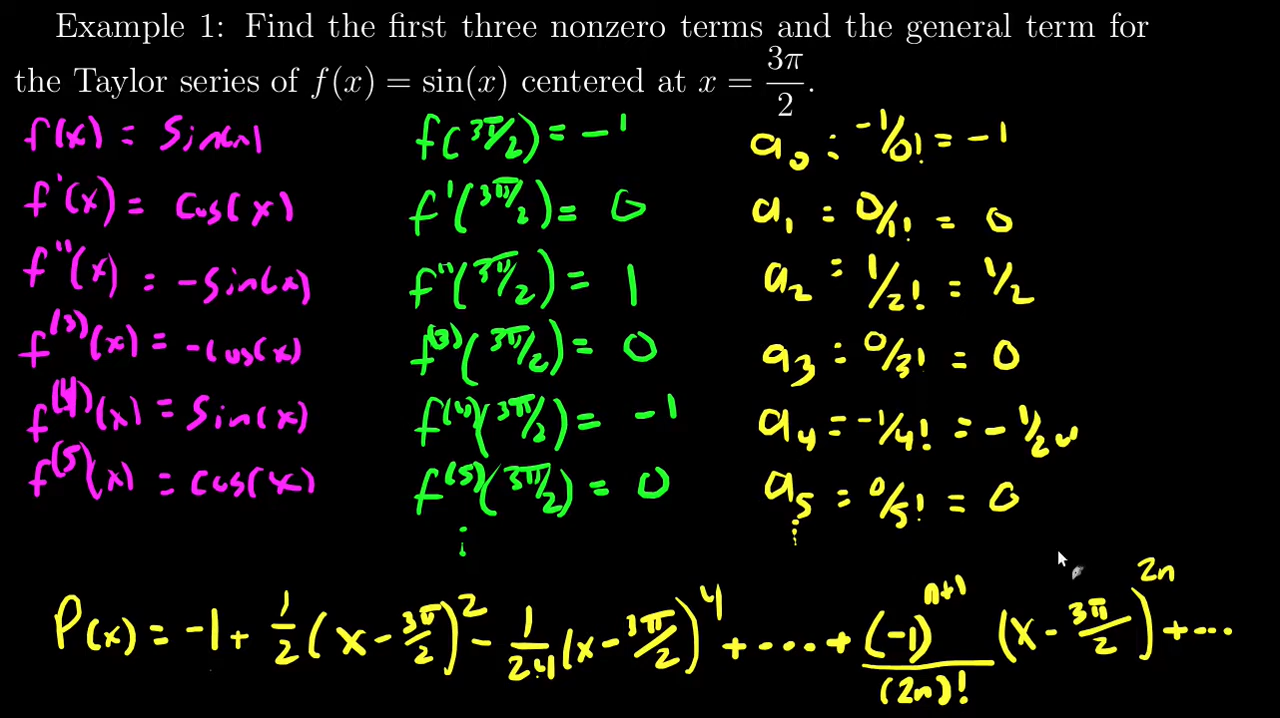 Example 1: Find the first three nonzero terms and the general term for
the Taylor series of f(x) = sin(x) centered at x = 3π/2.
f(x) = sin(x) f(3π/2) = -1 a₀ = -1/0! = -1
f'(x) = cos(x) f'(3π/2) = 0 a₁ = 0/1! = 0
f''(x) = -sin(x) f''(3π/2) = 1 a₂ = 1/2! = 1/2
f⁽³⁾(x) = -cos(x) f⁽³⁾(3π/2) = 0 a₃ = 0/3! = 0
f⁽⁴⁾(x) = sin(x) f⁽⁴⁾(3π/2) = -1 a₄ = -1/4! = -1/24
f⁽⁵⁾(x) = cos(x) f⁽⁵⁾(3π/2) = 0 a₅ = 0/5! = 0
⋮ ⋮
P(x) = -1 + 1/2 (x - 3π/2)² - 1/24 (x - 3π/2)⁴ + ... + (-1)ⁿ⁺¹/(2n)! (x - 3π/2)²ⁿ + ...